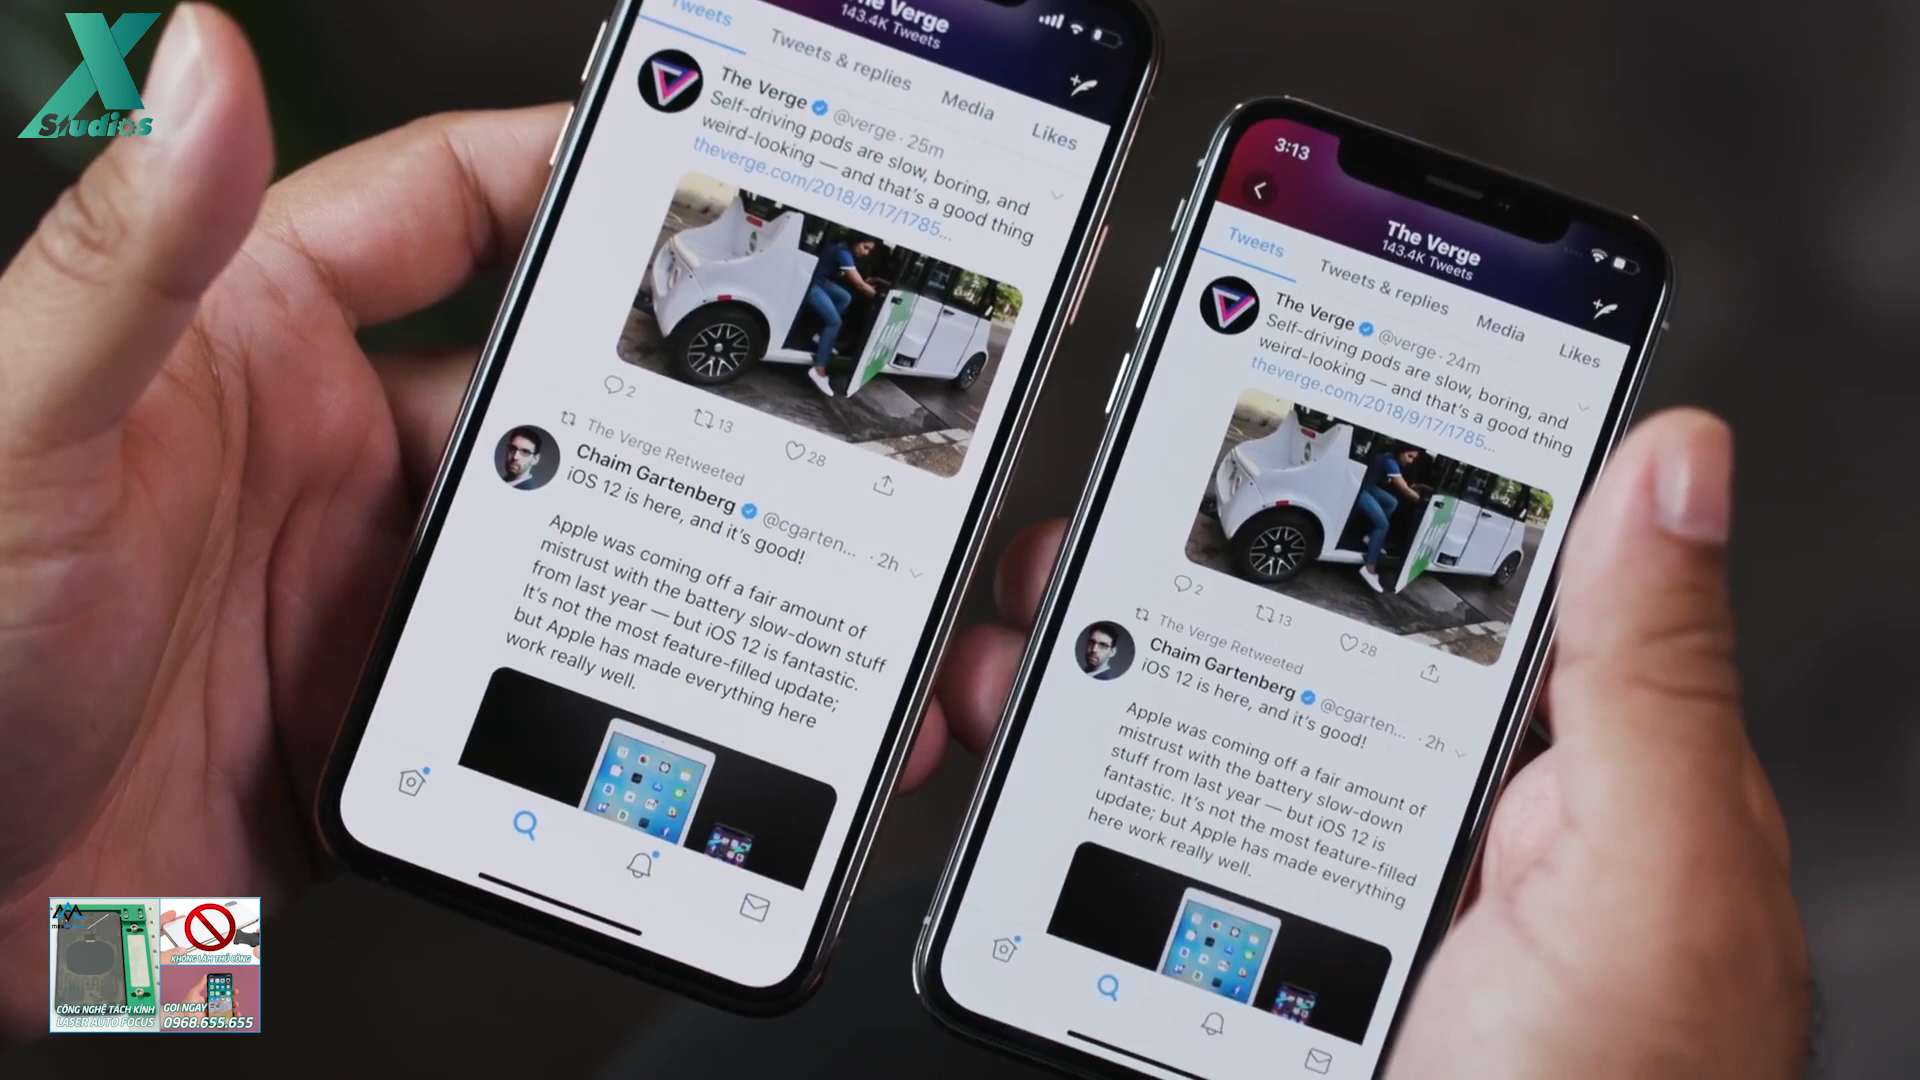 X
Studios
Tweets
The Verge
143.4K Tweets
Tweets & replies
Media
Likes
The Verge @verge · 25m
Self-driving pods are slow, boring, and
weird-looking — and that's a good thing
theverge.com/2018/9/17/1785...
2
13
28
The Verge Retweeted
Chaim Gartenberg @cgarten... · 2h
iOS 12 is here, and it's good!
Apple was coming off a fair amount of
mistrust with the battery slow-down stuff
from last year — but iOS 12 is fantastic.
It's not the most feature-filled update;
but Apple has made everything here
work really well.
3:13
The Verge
143.4K Tweets
Tweets
Tweets & replies
Media
Likes
The Verge @verge · 24m
Self-driving pods are slow, boring, and
weird-looking — and that's a good thing
theverge.com/2018/9/17/1785...
2
13
28
The Verge Retweeted
Chaim Gartenberg @cgarten... · 2h
iOS 12 is here, and it's good!
Apple was coming off a fair amount of
mistrust with the battery slow-down
stuff from last year — but iOS 12 is
fantastic. It's not the most feature-filled
update; but Apple has made everything
here work really well.
KHÔNG LÀM THỦ CÔNG
CÔNG NGHỆ TÁCH KÍNH
LASER AUTO FOCUS
GỌI NGAY
0968.655.655